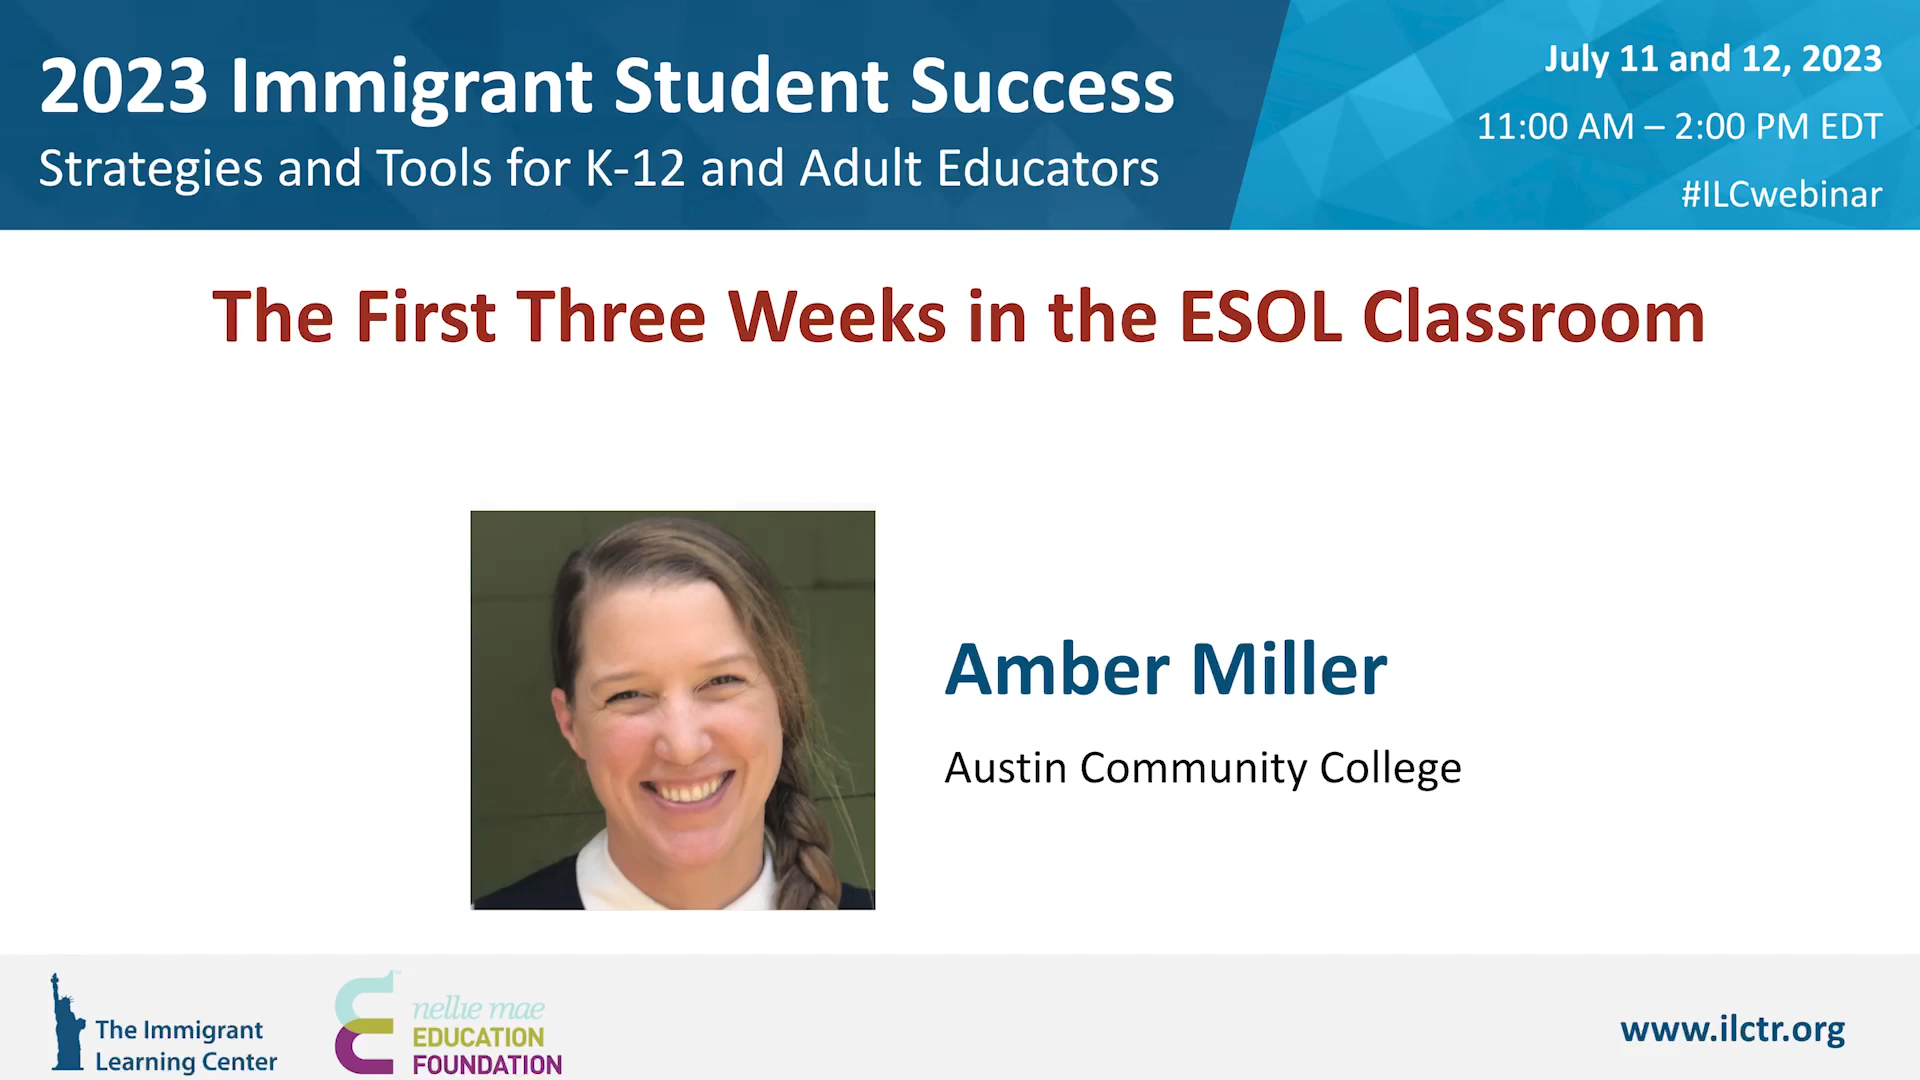 2023 Immigrant Student Success
Strategies and Tools for K-12 and Adult Educators
July 11 and 12, 2023
11:00 AM – 2:00 PM EDT
#ILCwebinar
The First Three Weeks in the ESOL Classroom
Amber Miller
Austin Community College
The Immigrant
Learning Center
nellie mae
EDUCATION
FOUNDATION
www.ilctr.org